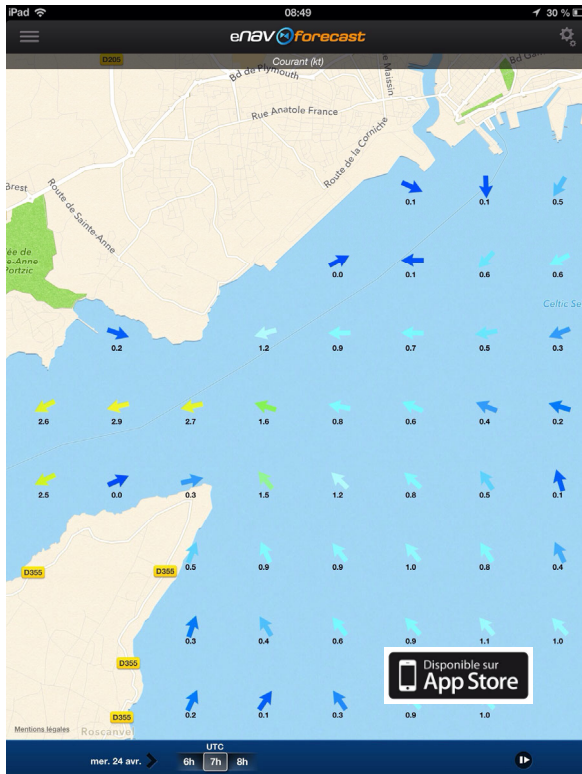 iPad 08:49 30 %
eNav forecast
Courant (kt)
D205
Bd de Plymouth
e Maissin
Bd Ga
Rue Anatole France
Route de la Corniche
Brest
Route de Sainte-Anne
0.1 0.1 0.5
ée de
e-Anne
Portzic
0.0 0.1 0.6 0.6
Celtic Se
0.2 1.2 0.9 0.7 0.5 0.3
2.6 2.9 2.7 1.6 0.8 0.6 0.4 0.2
2.5 0.0 0.3 1.5 1.2 0.8 0.5 0.1
D355 D355 0.5 0.9 0.9 1.0 0.8 0.4
0.3 0.4 0.6 0.9 1.1 1.0
D355
Disponible sur
App Store
D355 0.2 0.1 0.3 0.9 1.0
Mentions légales Roscanvel
UTC
mer. 24 avr. 6h 7h 8h